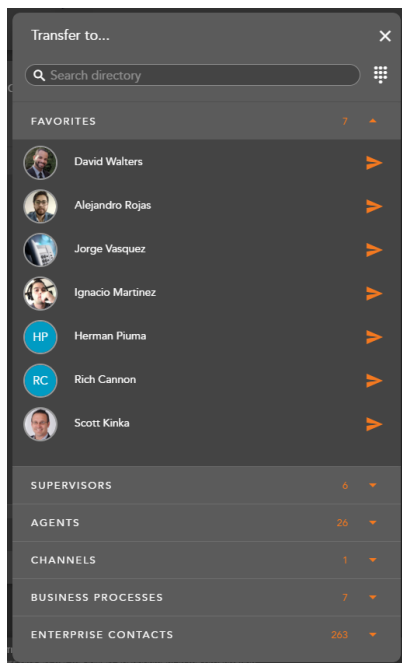 Transfer to...
Search directory
FAVORITES 7
David Walters
Alejandro Rojas
Jorge Vasquez
Ignacio Martinez
HP Herman Piuma
RC Rich Cannon
Scott Kinka
SUPERVISORS 6
AGENTS 26
CHANNELS 1
BUSINESS PROCESSES 7
ENTERPRISE CONTACTS 263